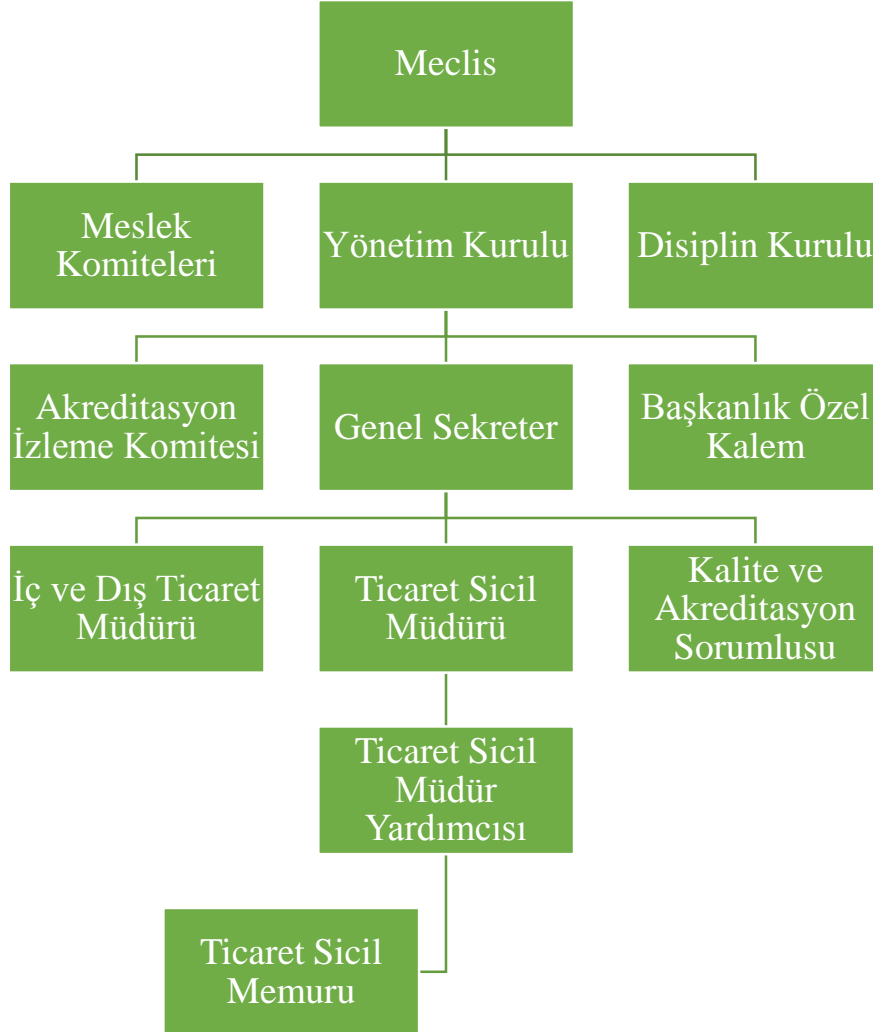 Meclis
Meslek
Komiteleri
Yönetim Kurulu
Disiplin Kurulu
Akreditasyon
İzleme Komitesi
Genel Sekreter
Başkanlık Özel
Kalem
İç ve Dış Ticaret
Müdürü
Ticaret Sicil
Müdürü
Kalite ve
Akreditasyon
Sorumlusu
Ticaret Sicil
Müdür
Yardımcısı
Ticaret Sicil
Memuru